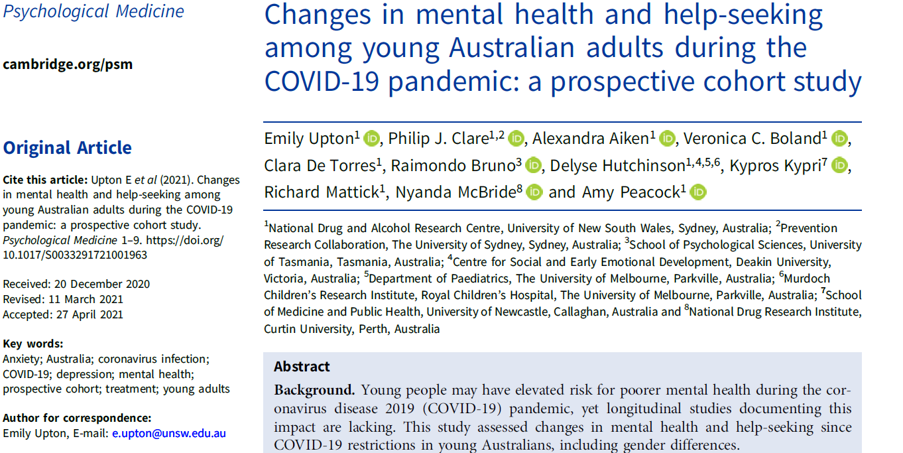 Psychological Medicine
cambridge.org/psm
Original Article
Cite this article: Upton E et al (2021). Changes
in mental health and help-seeking among
young Australian adults during the COVID-19
pandemic: a prospective cohort study.
Psychological Medicine 1–9. https://doi.org/
10.1017/S0033291721001963
Received: 20 December 2020
Revised: 11 March 2021
Accepted: 27 April 2021
Key words:
Anxiety; Australia; coronavirus infection;
COVID-19; depression; mental health;
prospective cohort; treatment; young adults
Author for correspondence:
Emily Upton, E-mail: e.upton@unsw.edu.au
Changes in mental health and help-seeking
among young Australian adults during the
COVID-19 pandemic: a prospective cohort study
Emily Upton1 iD, Philip J. Clare1,2 iD, Alexandra Aiken1 iD, Veronica C. Boland1 iD,
Clara De Torres1, Raimondo Bruno3 iD, Delyse Hutchinson1,4,5,6, Kypros Kypri7 iD,
Richard Mattick1, Nyanda McBride8 iD and Amy Peacock1 iD
1National Drug and Alcohol Research Centre, University of New South Wales, Sydney, Australia; 2Prevention
Research Collaboration, The University of Sydney, Sydney, Australia; 3School of Psychological Sciences, University
of Tasmania, Tasmania, Australia; 4Centre for Social and Early Emotional Development, Deakin University,
Victoria, Australia; 5Department of Paediatrics, The University of Melbourne, Parkville, Australia; 6Murdoch
Children's Research Institute, Royal Children's Hospital, The University of Melbourne, Parkville, Australia; 7School
of Medicine and Public Health, University of Newcastle, Callaghan, Australia and 8National Drug Research Institute,
Curtin University, Perth, Australia
Abstract
Background. Young people may have elevated risk for poorer mental health during the cor-
onavirus disease 2019 (COVID-19) pandemic, yet longitudinal studies documenting this
impact are lacking. This study assessed changes in mental health and help-seeking since
COVID-19 restrictions in young Australians, including gender differences.